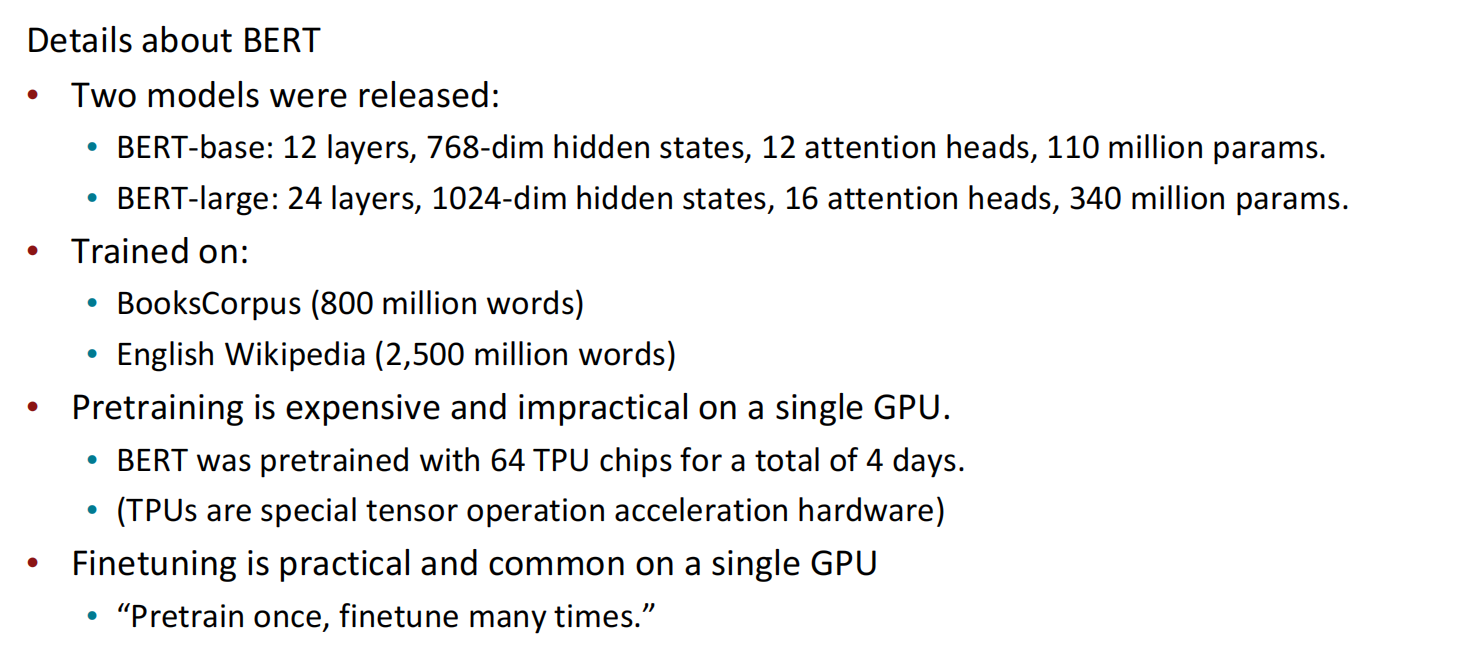 Details about BERT
• Two models were released:
• BERT-base: 12 layers, 768-dim hidden states, 12 attention heads, 110 million params.
• BERT-large: 24 layers, 1024-dim hidden states, 16 attention heads, 340 million params.
• Trained on:
• BooksCorpus (800 million words)
• English Wikipedia (2,500 million words)
• Pretraining is expensive and impractical on a single GPU.
• BERT was pretrained with 64 TPU chips for a total of 4 days.
• (TPUs are special tensor operation acceleration hardware)
• Finetuning is practical and common on a single GPU
• “Pretrain once, finetune many times.”